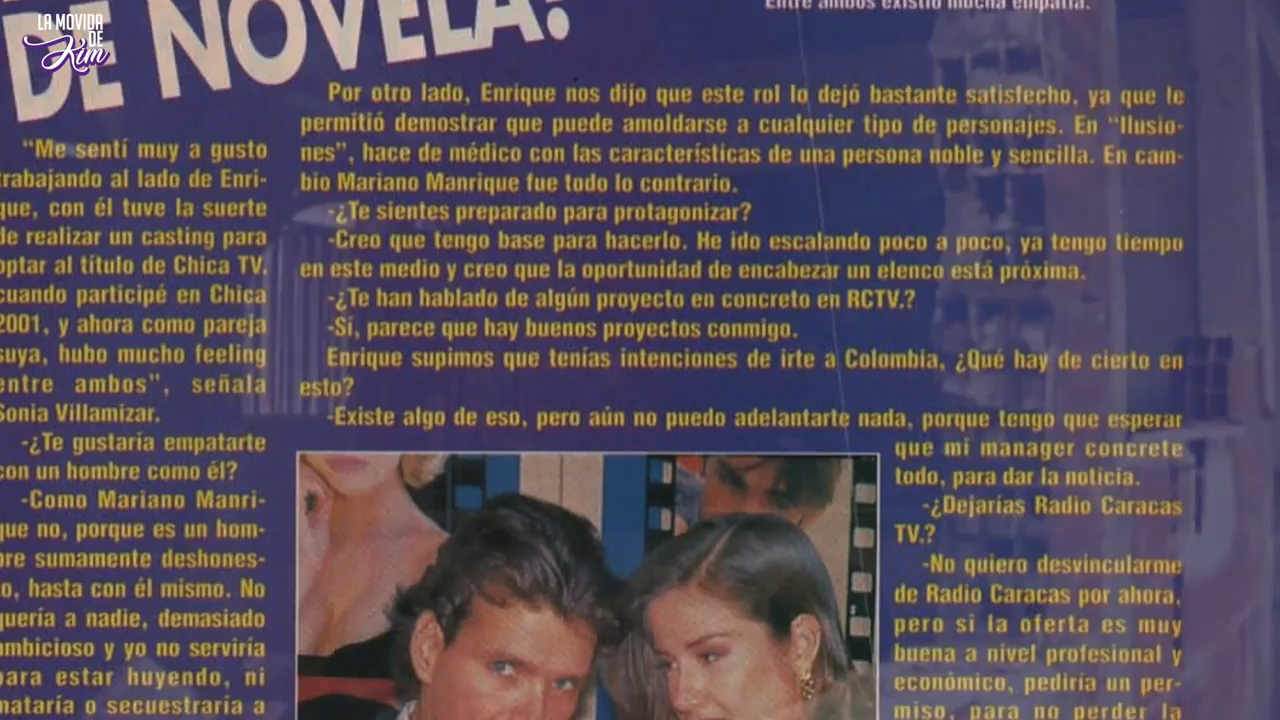 LA MOVIDA
DE
Kim
DE NOVELA!
Entre ambos existió mucha empatía.
"Me sentí muy a gusto
trabajando al lado de Enri-
que, con él tuve la suerte
de realizar un casting para
optar al título de Chica TV.
cuando participé en Chica
2001, y ahora como pareja
suya, hubo mucho feeling
entre ambos", señala
Sonia Villamizar.
-¿Te gustaría empatarte
con un hombre como él?
-Como Mariano Manri-
que no, porque es un hom-
bre sumamente deshones-
to, hasta con él mismo. No
quería a nadie, demasiado
ambicioso y yo no serviría
para estar huyendo, ni
mataría o secuestraría a
Por otro lado, Enrique nos dijo que este rol lo dejó bastante satisfecho, ya que le
permitió demostrar que puede amoldarse a cualquier tipo de personajes. En "Ilusio-
nes", hace de médico con las características de una persona noble y sencilla. En cam-
bio Mariano Manrique fue todo lo contrario.
-¿Te sientes preparado para protagonizar?
-Creo que tengo base para hacerlo. He ido escalando poco a poco, ya tengo tiempo
en este medio y creo que la oportunidad de encabezar un elenco está próxima.
-¿Te han hablado de algún proyecto en concreto en RCTV.?
-Sí, parece que hay buenos proyectos conmigo.
Enrique supimos que tenías intenciones de irte a Colombia, ¿Qué hay de cierto en
esto?
-Existe algo de eso, pero aún no puedo adelantarte nada, porque tengo que esperar
que mi manager concrete
todo, para dar la noticia.
-¿Dejarías Radio Caracas
TV.?
-No quiero desvincularme
de Radio Caracas por ahora,
pero si la oferta es muy
buena a nivel profesional y
económico, pediría un per-
miso, para no perder la